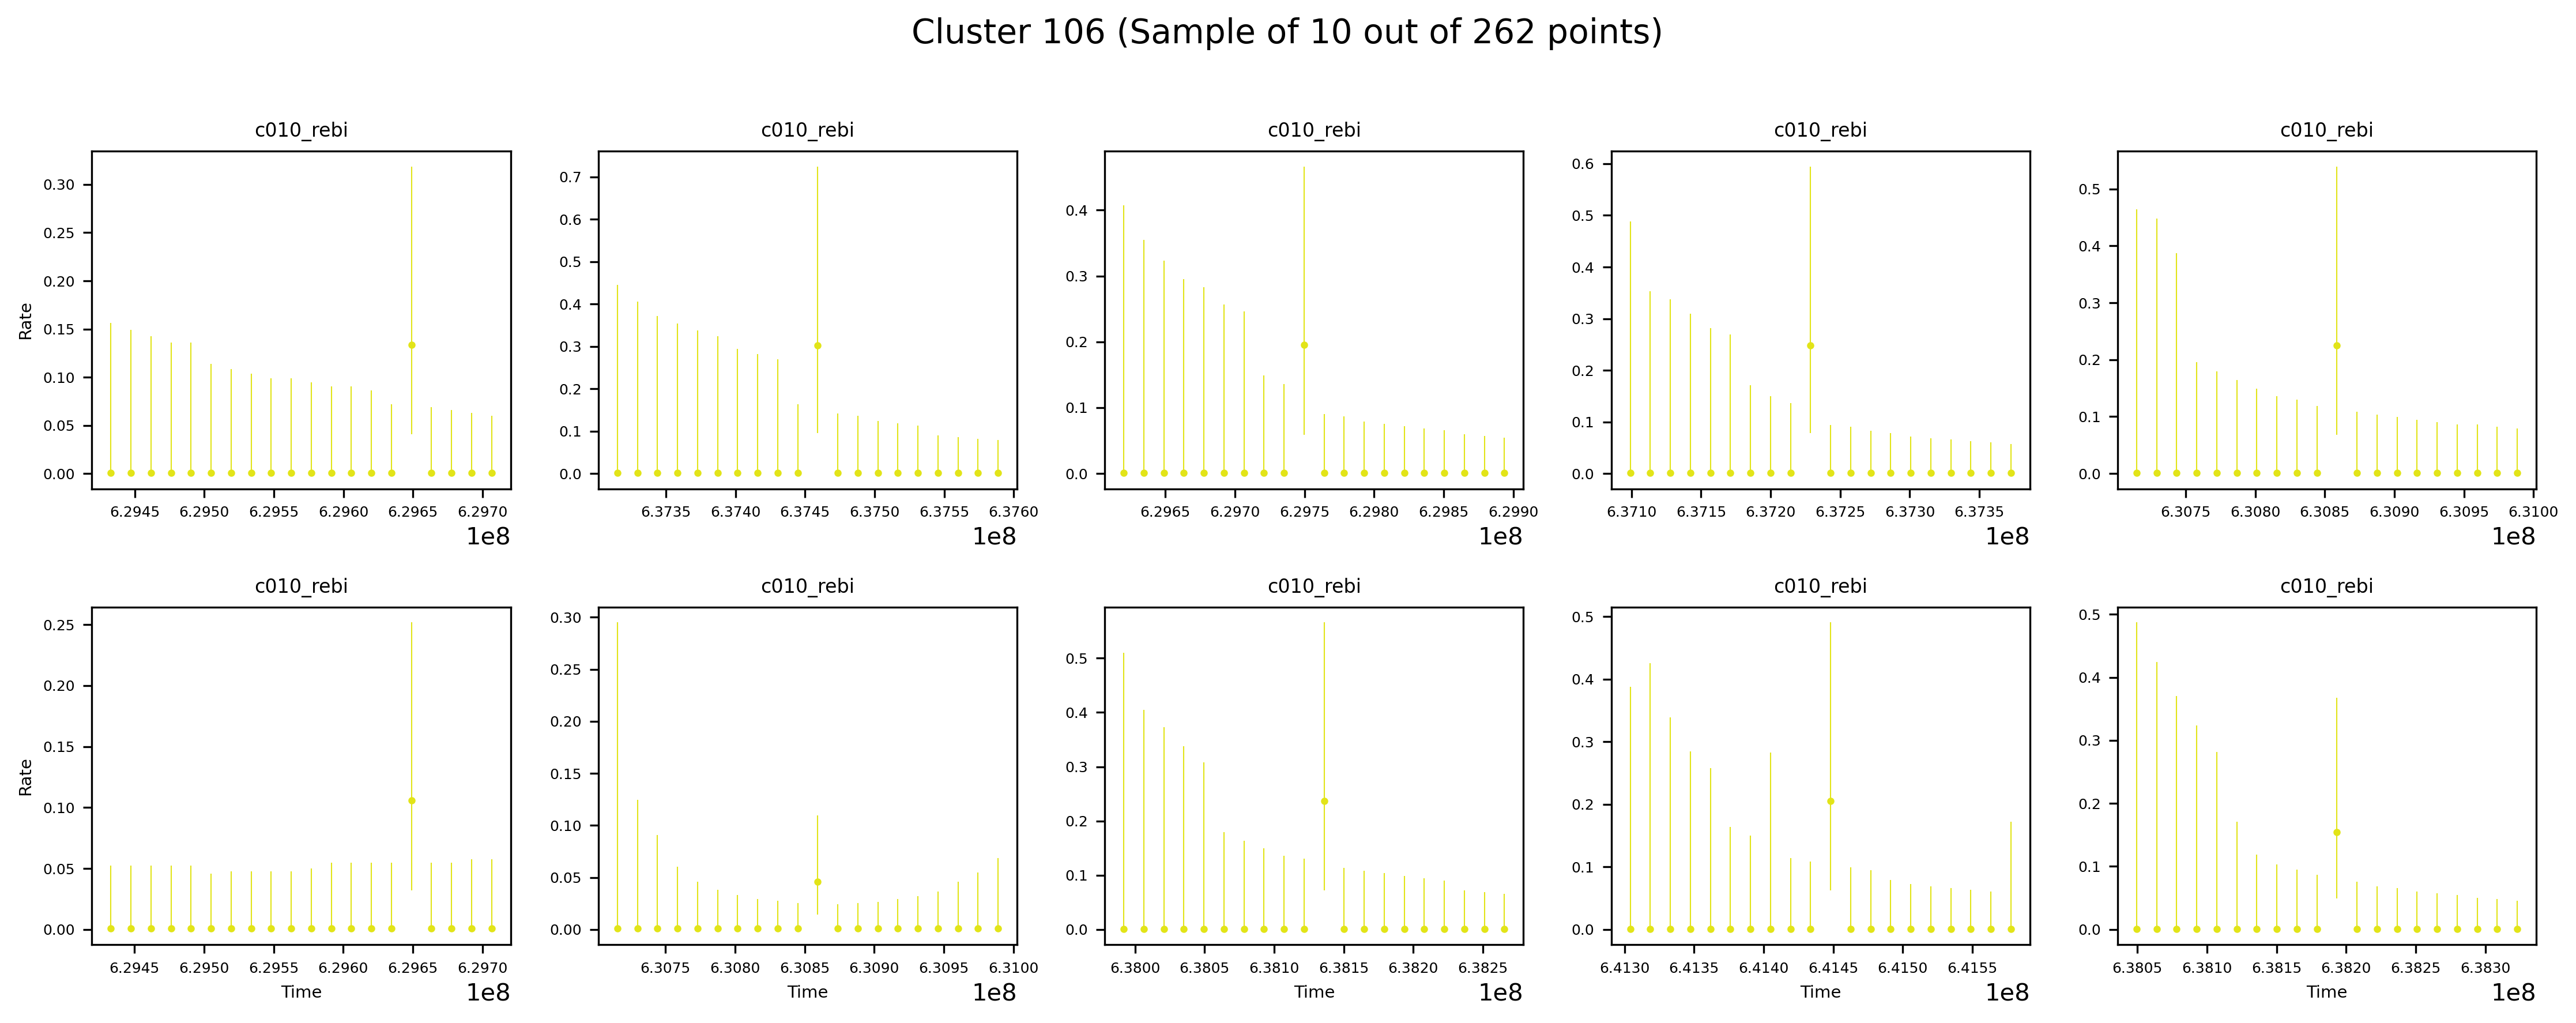 Cluster 106 (Sample of 10 out of 262 points)
c010_rebi c010_rebi c010_rebi c010_rebi c010_rebi
Rate
0.30 0.25 0.20 0.15 0.10 0.05 0.00
6.2945 6.2950 6.2955 6.2960 6.2965 6.2970
1e8
0.7 0.6 0.5 0.4 0.3 0.2 0.1 0.0
6.3735 6.3740 6.3745 6.3750 6.3755 6.3760
1e8
0.4 0.3 0.2 0.1 0.0
6.2965 6.2970 6.2975 6.2980 6.2985 6.2990
1e8
0.6 0.5 0.4 0.3 0.2 0.1 0.0
6.3710 6.3715 6.3720 6.3725 6.3730 6.3735
1e8
0.5 0.4 0.3 0.2 0.1 0.0
6.3075 6.3080 6.3085 6.3090 6.3095 6.3100
1e8
c010_rebi c010_rebi c010_rebi c010_rebi c010_rebi
Rate
0.25 0.20 0.15 0.10 0.05 0.00
6.2945 6.2950 6.2955 6.2960 6.2965 6.2970
Time 1e8
0.30 0.25 0.20 0.15 0.10 0.05 0.00
6.3075 6.3080 6.3085 6.3090 6.3095 6.3100
Time 1e8
0.5 0.4 0.3 0.2 0.1 0.0
6.3800 6.3805 6.3810 6.3815 6.3820 6.3825
Time 1e8
0.5 0.4 0.3 0.2 0.1 0.0
6.4130 6.4135 6.4140 6.4145 6.4150 6.4155
Time 1e8
0.5 0.4 0.3 0.2 0.1 0.0
6.3805 6.3810 6.3815 6.3820 6.3825 6.3830
Time 1e8